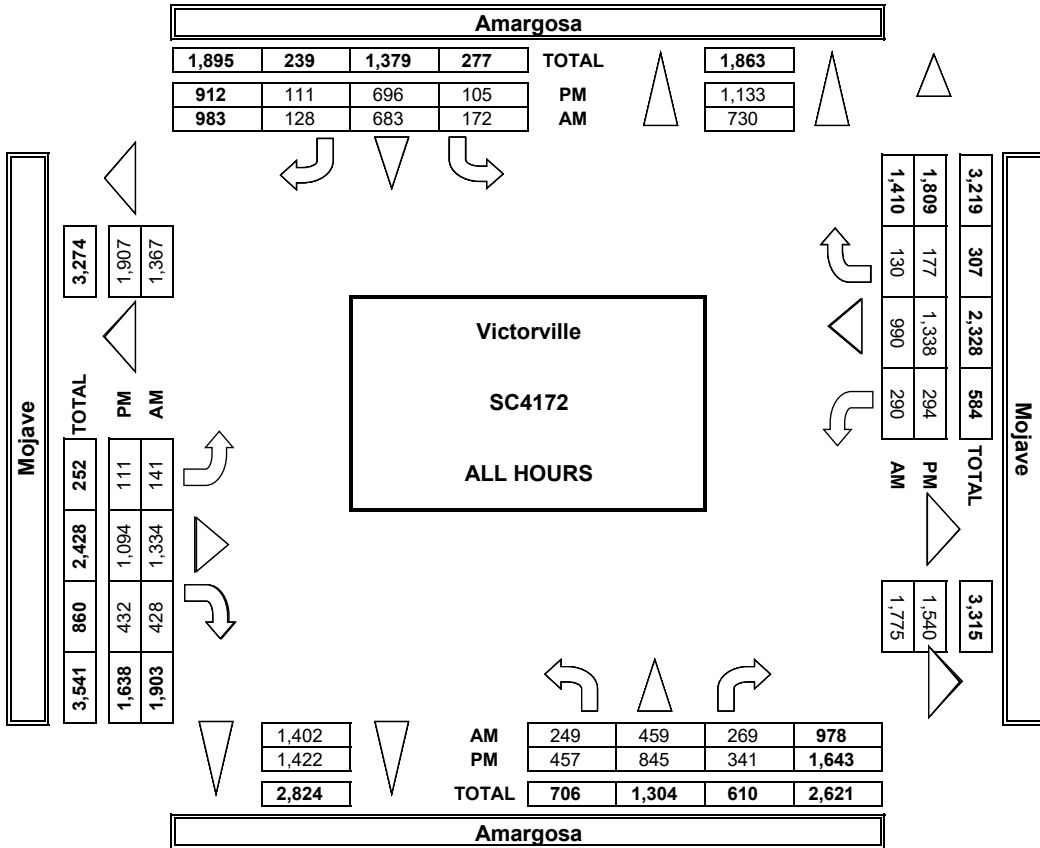 Amargosa
1,895 239 1,379 277 TOTAL 1,863
912 111 696 105 PM 1,133
983 128 683 172 AM 730
Mojave
3,274
1,907
1,367
TOTAL PM AM
252 111 141
2,428 1,094 1,334
860 432 428
3,541 1,638 1,903
Victorville
SC4172
ALL HOURS
1,410 1,809 3,219
130 177 307
990 1,338 2,328
290 294 584
AM PM TOTAL
1,775 1,540 3,315
Mojave
1,402 AM 249 459 269 978
1,422 PM 457 845 341 1,643
2,824 TOTAL 706 1,304 610 2,621
Amargosa